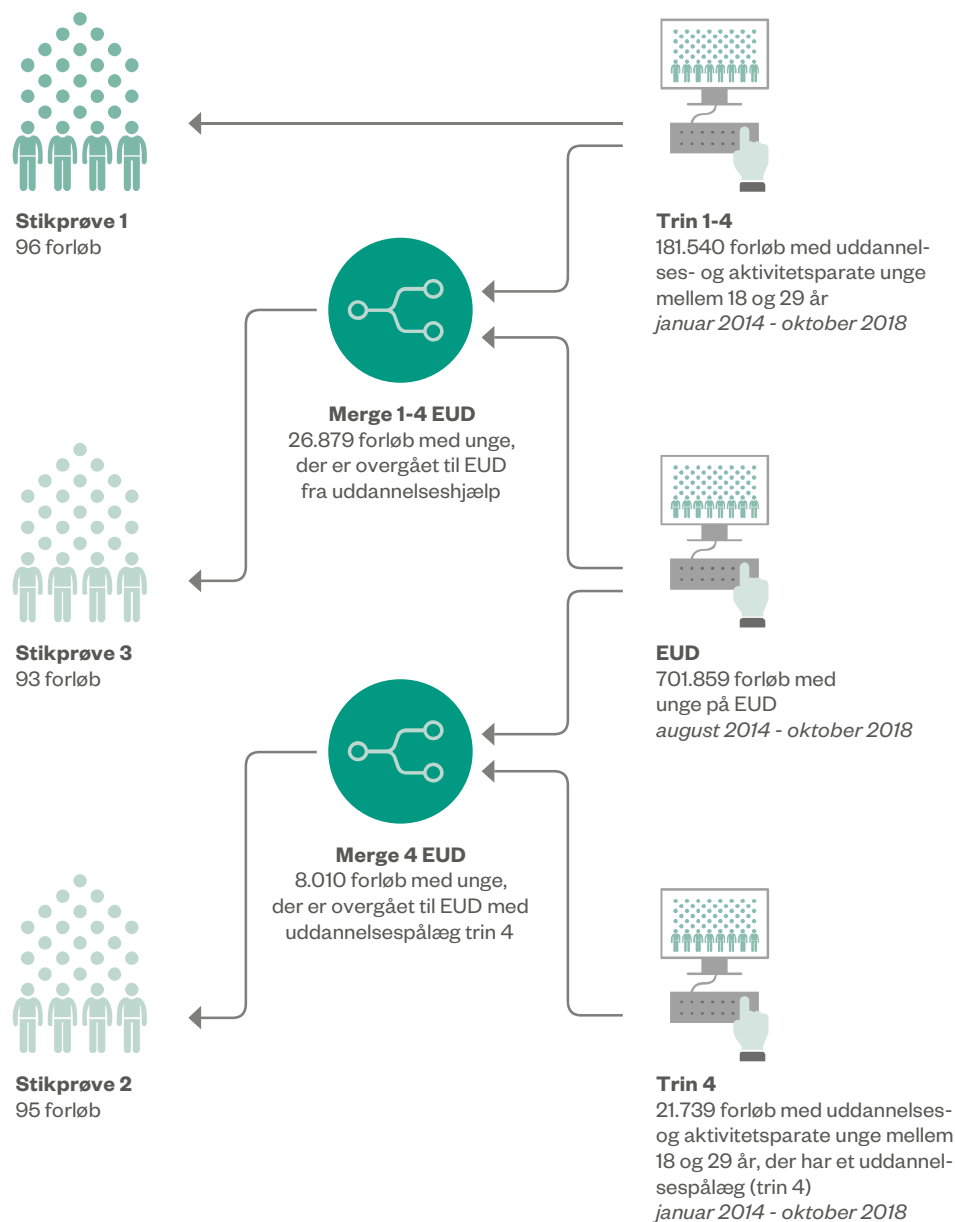 Stikprøve 1
96 forløb
Trin 1-4
181.540 forløb med uddannel-
ses- og aktivitetsparate unge
mellem 18 og 29 år
januar 2014 - oktober 2018
Merge 1-4 EUD
26.879 forløb med unge,
der er overgået til EUD
fra uddannelseshjælp
Stikprøve 3
93 forløb
EUD
701.859 forløb med
unge på EUD
august 2014 - oktober 2018
Merge 4 EUD
8.010 forløb med unge,
der er overgået til EUD med
uddannelsespålæg trin 4
Stikprøve 2
95 forløb
Trin 4
21.739 forløb med uddannelses-
og aktivitetsparate unge mellem
18 og 29 år, der har et uddannel-
sespålæg (trin 4)
januar 2014 - oktober 2018